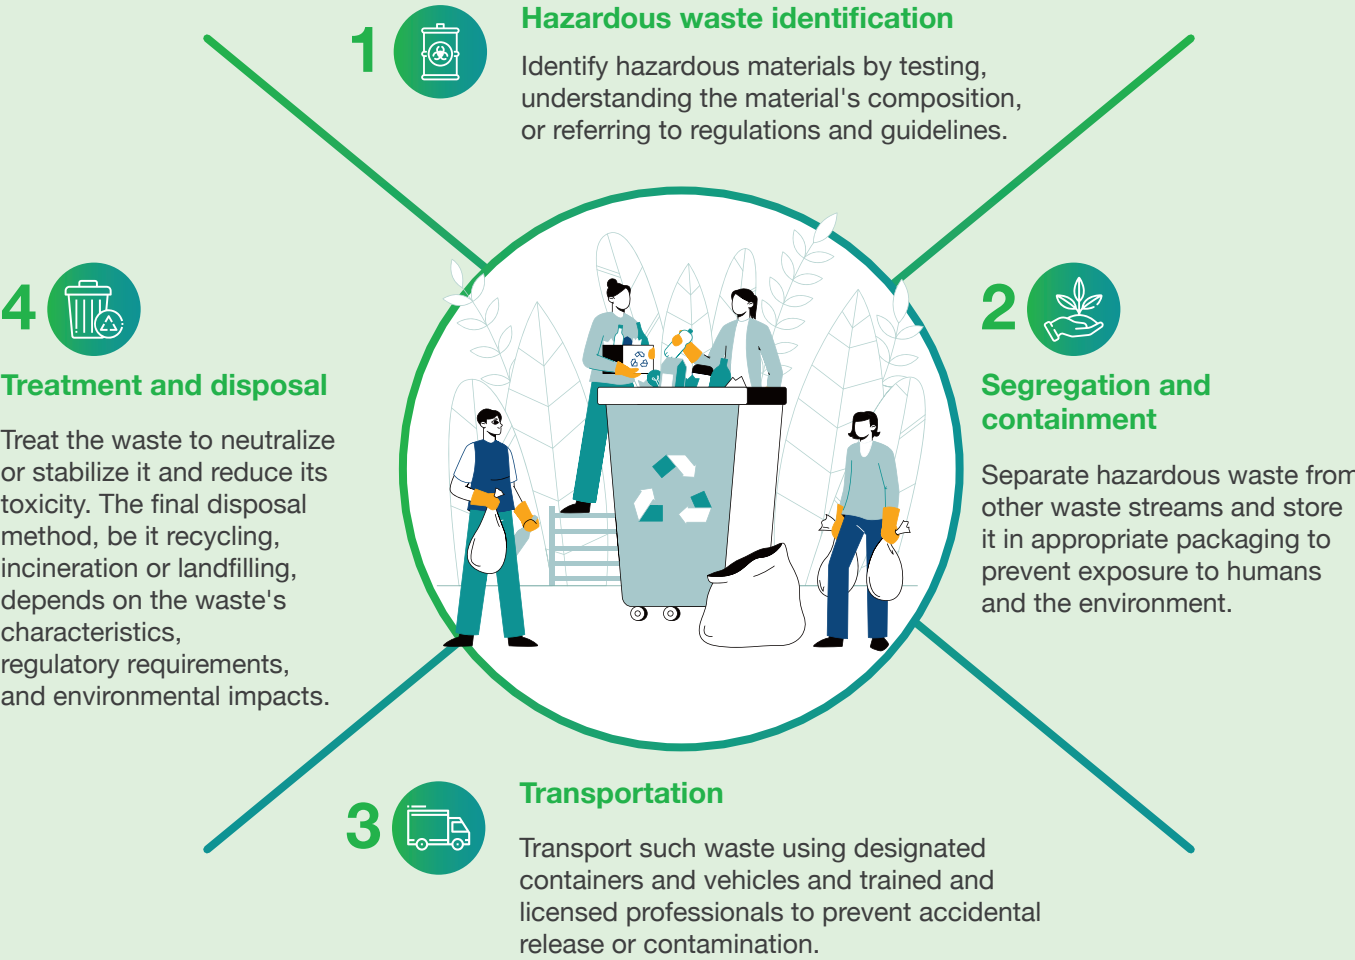 1
Hazardous waste identification
Identify hazardous materials by testing,
understanding the material's composition,
or referring to regulations and guidelines.
2
Segregation and
containment
Separate hazardous waste from
other waste streams and store
it in appropriate packaging to
prevent exposure to humans
and the environment.
3
Transportation
Transport such waste using designated
containers and vehicles and trained and
licensed professionals to prevent accidental
release or contamination.
4
Treatment and disposal
Treat the waste to neutralize
or stabilize it and reduce its
toxicity. The final disposal
method, be it recycling,
incineration or landfilling,
depends on the waste's
characteristics,
regulatory requirements,
and environmental impacts.